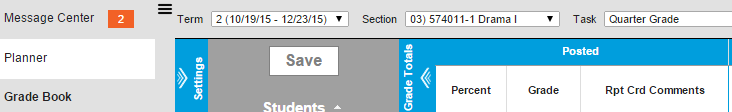 Message Center 2
Term 2 (10/19/15 - 12/23/15) Section 03) 574011-1 Drama I Task Quarter Grade
Planner
Grade Book
Settings
Save
Students
Grade Totals
Posted
Percent Grade Rpt Crd Comments